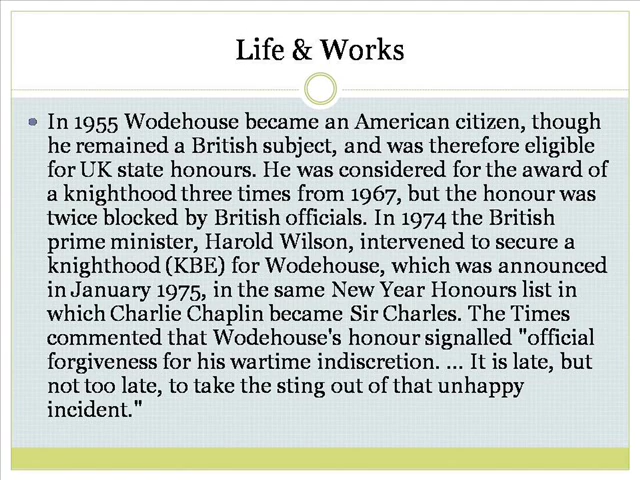 Life & Works
In 1955 Wodehouse became an American citizen, though
he remained a British subject, and was therefore eligible
for UK state honours. He was considered for the award of
a knighthood three times from 1967, but the honour was
twice blocked by British officials. In 1974 the British
prime minister, Harold Wilson, intervened to secure a
knighthood (KBE) for Wodehouse, which was announced
in January 1975, in the same New Year Honours list in
which Charlie Chaplin became Sir Charles. The Times
commented that Wodehouse's honour signalled "official
forgiveness for his wartime indiscretion. ... It is late, but
not too late, to take the sting out of that unhappy
incident."